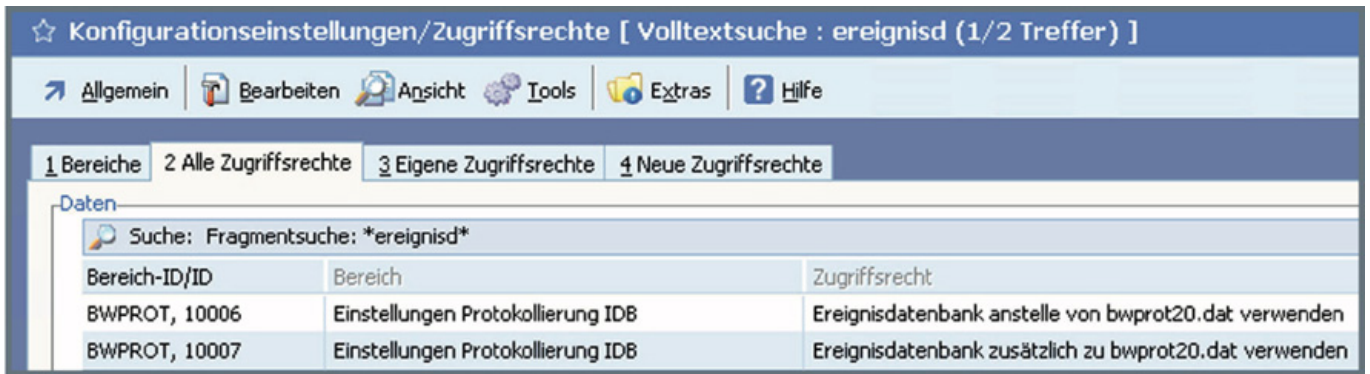 Konfigurationseinstellungen/Zugriffsrechte [ Volltextsuche : ereignisd (1/2 Treffer) ]
Allgemein Bearbeiten Ansicht Tools Extras Hilfe
1 Bereiche 2 Alle Zugriffsrechte 3 Eigene Zugriffsrechte 4 Neue Zugriffsrechte
Daten
Suche: Fragmentsuche: *ereignisd*
Bereich-ID/ID Bereich Zugriffsrecht
BWPROT, 10006 Einstellungen Protokollierung IDB Ereignisdatenbank anstelle von bwprot20.dat verwenden
BWPROT, 10007 Einstellungen Protokollierung IDB Ereignisdatenbank zusätzlich zu bwprot20.dat verwenden